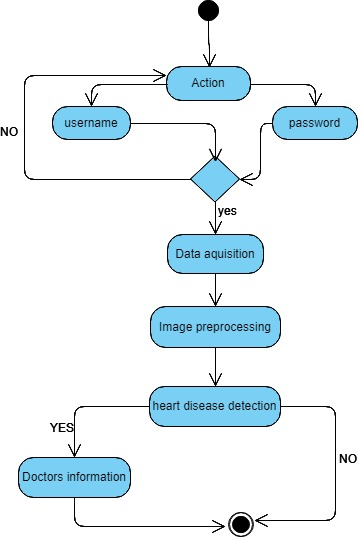 Action
username
password
NO
yes
Data aquisition
Image preprocessing
heart disease detection
YES
NO
Doctors information